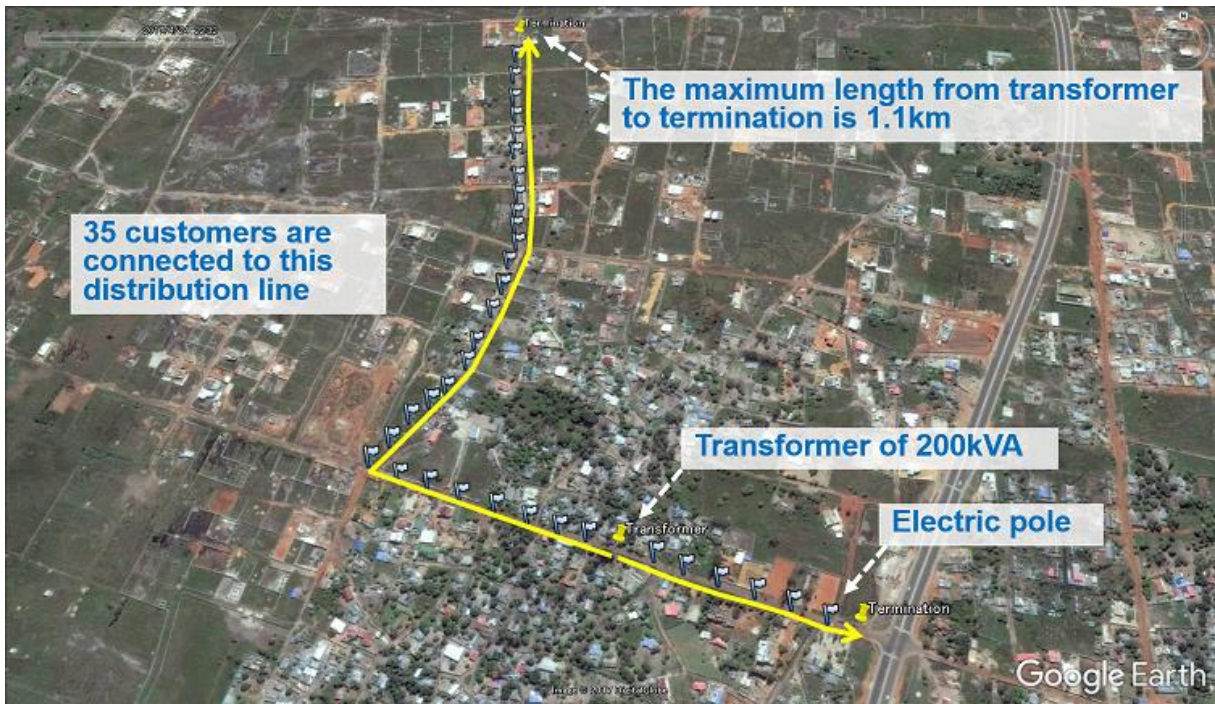 Termination
The maximum length from transformer
to termination is 1.1km
35 customers are
connected to this
distribution line
Transformer of 200kVA
Transformer
Electric pole
Termination
Google Earth